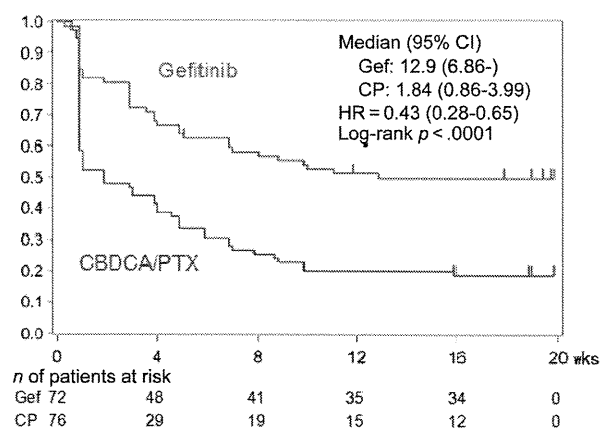 1.0
0.9
0.8
0.7
0.6
0.5
0.4
0.3
0.2
0.1
0.0
Gefitinib
Median (95% CI)
Gef: 12.9 (6.86-)
CP: 1.84 (0.86-3.99)
HR = 0.43 (0.28-0.65)
Log-rank p < .0001
CBDCA/PTX
0 4 8 12 16 20 wks
n of patients at risk
Gef 72 48 41 35 34 0
CP 76 29 19 15 12 0